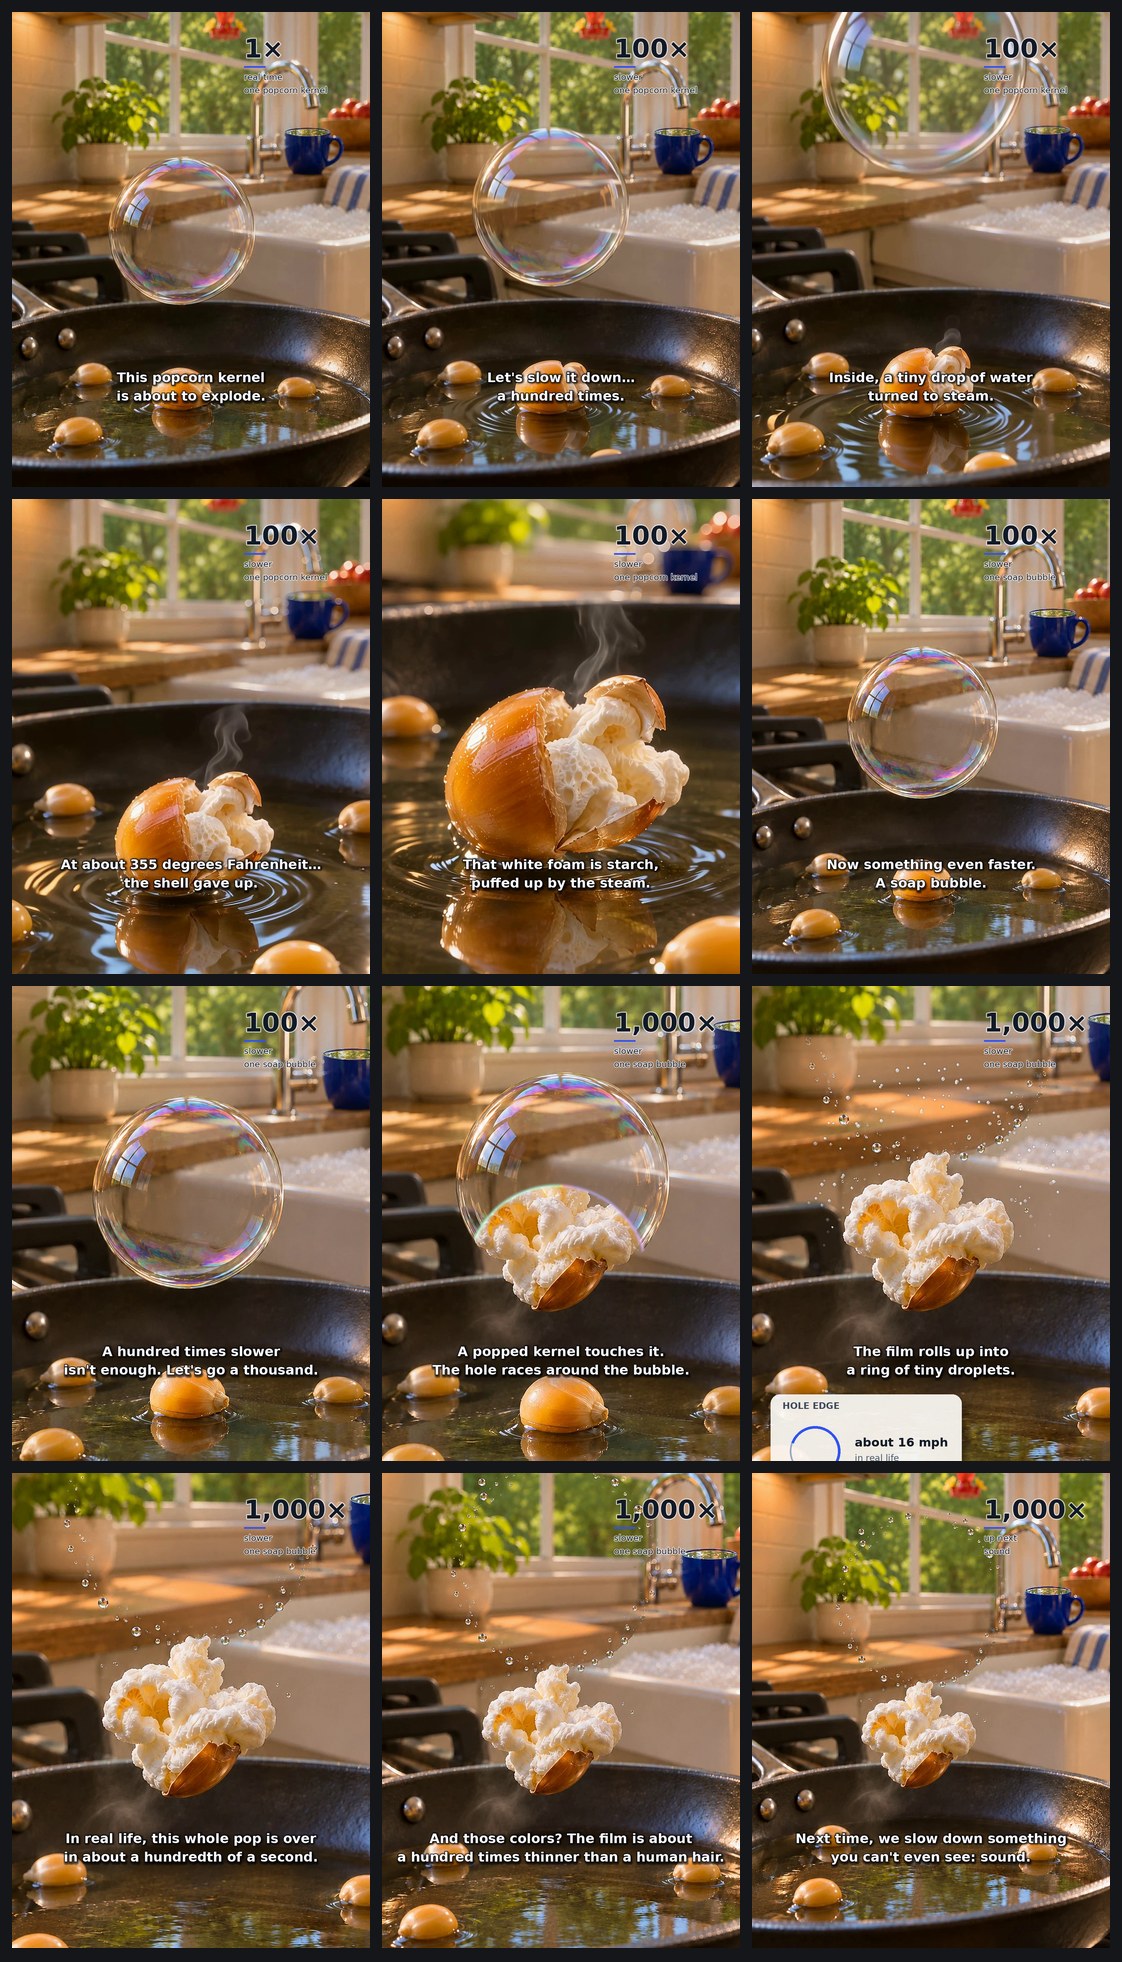 1×
real time
one popcorn kernel
This popcorn kernel
is about to explode.
100×
slower
one popcorn kernel
Let's slow it down...
a hundred times.
100×
slower
one popcorn kernel
Inside, a tiny drop of water
turned to steam.
100×
slower
one popcorn kernel
At about 355 degrees Fahrenheit...
the shell gave up.
100×
slower
one popcorn kernel
That white foam is starch,
puffed up by the steam.
100×
slower
one soap bubble
Now something even faster.
A soap bubble.
100×
slower
one soap bubble
A hundred times slower
isn't enough. Let's go a thousand.
1,000×
slower
one soap bubble
A popped kernel touches it.
The hole races around the bubble.
1,000×
slower
one soap bubble
The film rolls up into
a ring of tiny droplets.
HOLE EDGE
about 16 mph
in real life
1,000×
slower
one soap bubble
In real life, this whole pop is over
in about a hundredth of a second.
1,000×
slower
one soap bubble
And those colors? The film is about
a hundred times thinner than a human hair.
1,000×
up next
sound
Next time, we slow down something
you can't even see: sound.